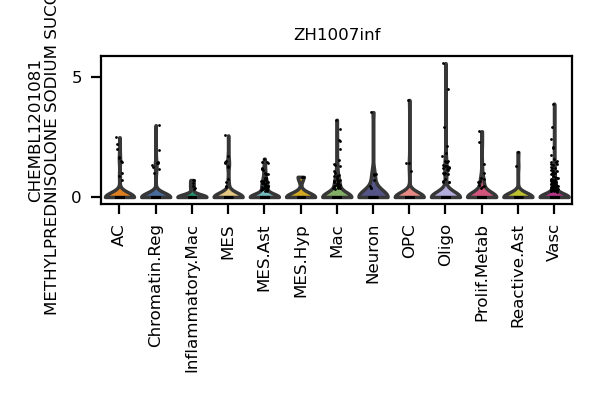 ZH1007inf
CHEMBL1201081
METHYLPREDNISOLONE SODIUM
5
0
AC
Chromatin.Reg
Inflammatory.Mac
MES
MES.Ast
MES.Hyp
Mac
Neuron
OPC
Oligo
Prolif.Metab
Reactive.Ast
Vasc